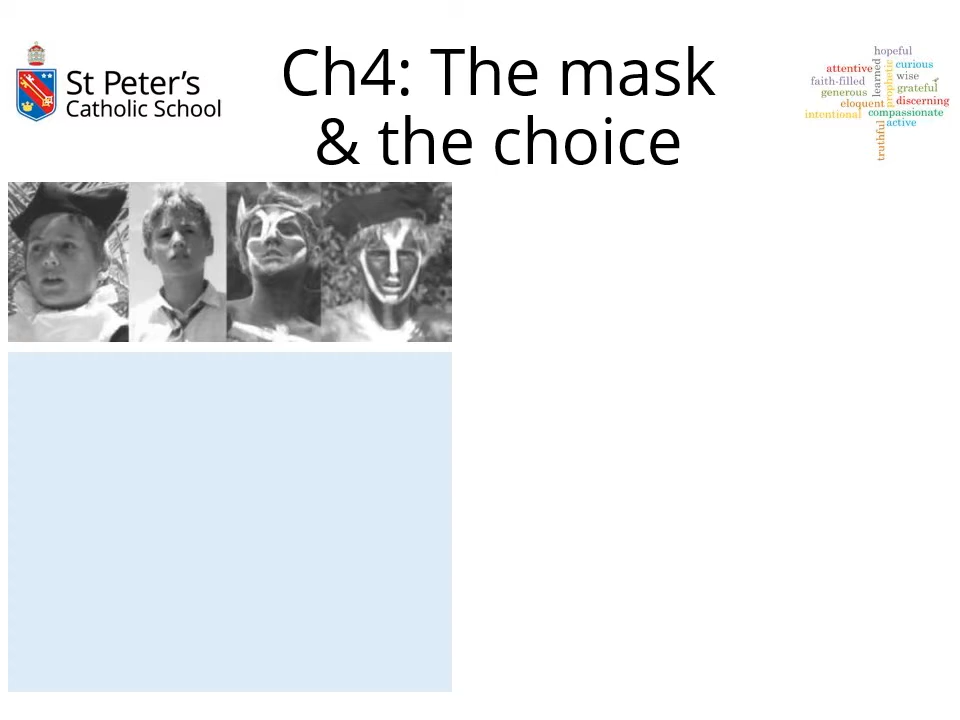 St Peter's
Catholic School
Ch4: The mask
& the choice
hopeful
attentive
curious
faith-filled
learned
prophetic
wise
generous
grateful
eloquent
discerning
intentional
compassionate
truthful
active